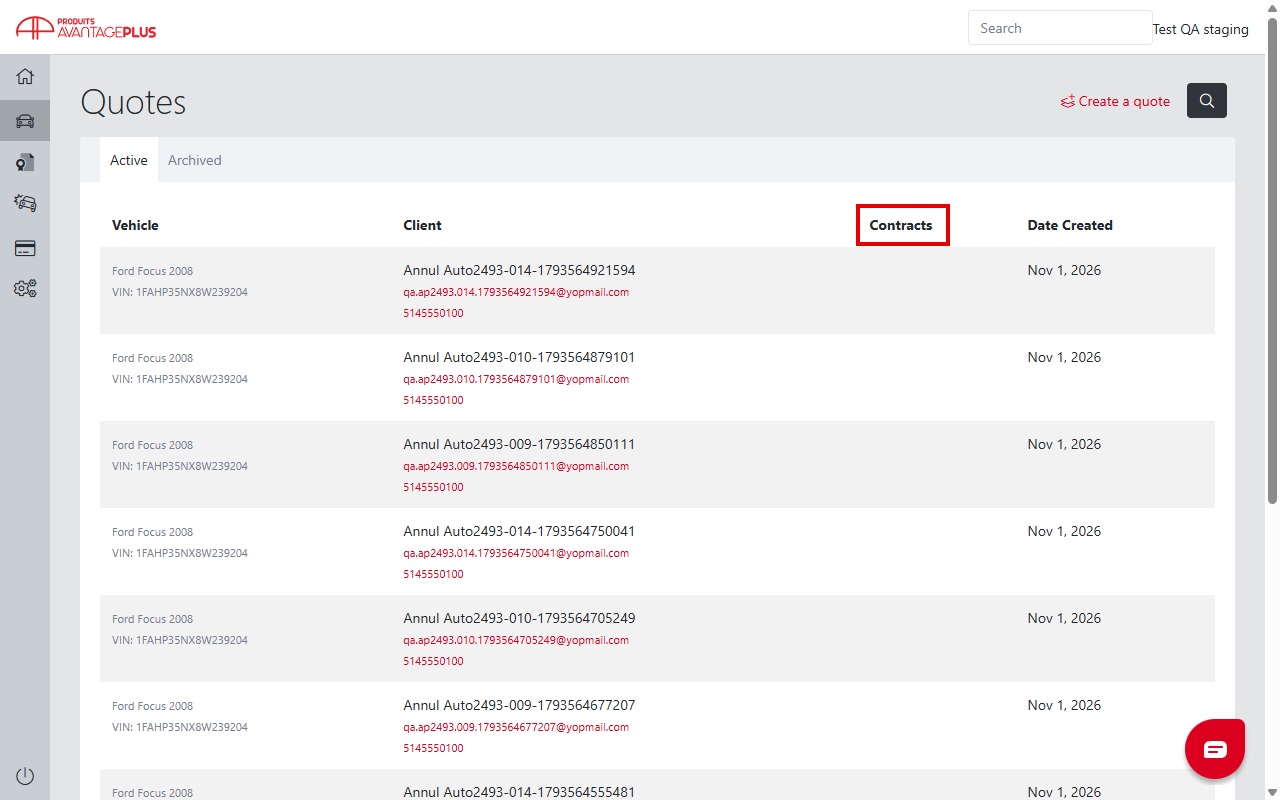 PRODUITS
AVANTAGEPLUS
Search
Test QA staging
Quotes
Create a quote
Active
Archived
Vehicle
Client
Contracts
Date Created
Ford Focus 2008
VIN: 1FAHP35NX8W239204
Annul Auto2493-014-1793564921594
qa.ap2493.014.1793564921594@yopmail.com
5145550100
Nov 1, 2026
Ford Focus 2008
VIN: 1FAHP35NX8W239204
Annul Auto2493-010-1793564879101
qa.ap2493.010.1793564879101@yopmail.com
5145550100
Nov 1, 2026
Ford Focus 2008
VIN: 1FAHP35NX8W239204
Annul Auto2493-009-1793564850111
qa.ap2493.009.1793564850111@yopmail.com
5145550100
Nov 1, 2026
Ford Focus 2008
VIN: 1FAHP35NX8W239204
Annul Auto2493-014-1793564750041
qa.ap2493.014.1793564750041@yopmail.com
5145550100
Nov 1, 2026
Ford Focus 2008
VIN: 1FAHP35NX8W239204
Annul Auto2493-010-1793564705249
qa.ap2493.010.1793564705249@yopmail.com
5145550100
Nov 1, 2026
Ford Focus 2008
VIN: 1FAHP35NX8W239204
Annul Auto2493-009-1793564677207
qa.ap2493.009.1793564677207@yopmail.com
5145550100
Nov 1, 2026
Ford Focus 2008
Annul Auto2493-014-1793564555481
Nov 1, 2026